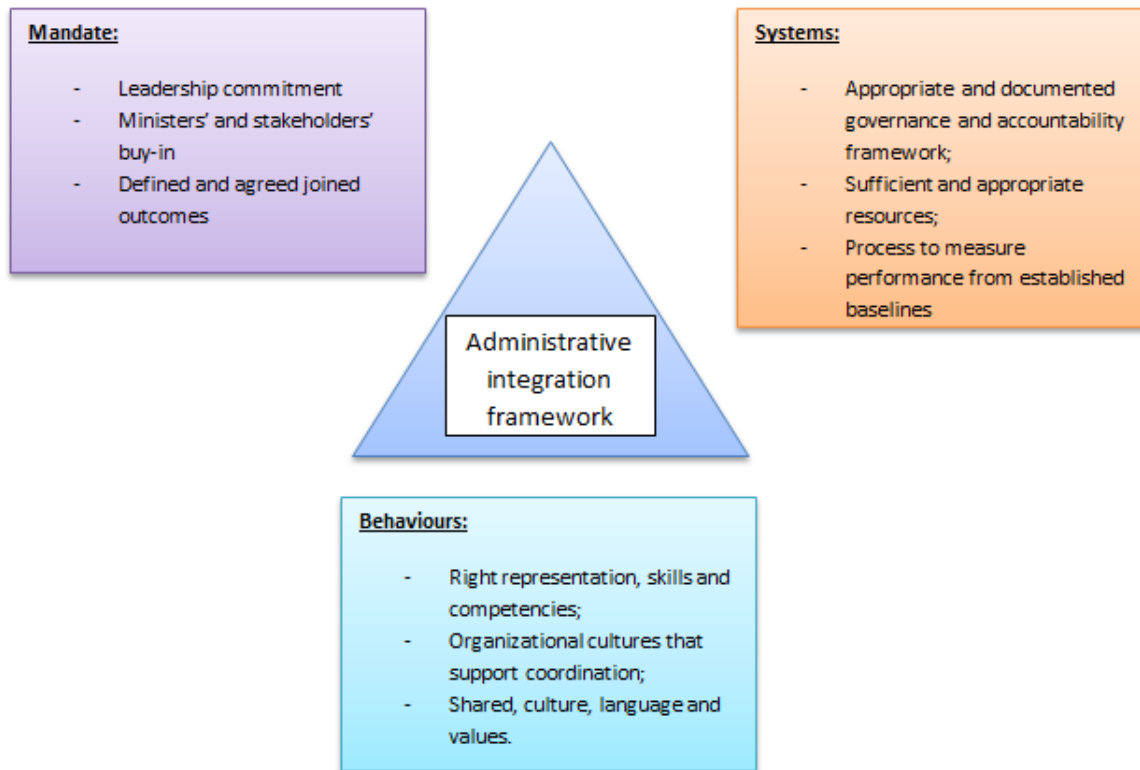 Mandate:
- Leadership commitment
- Ministers' and stakeholders'
buy-in
- Defined and agreed joined
outcomes
Systems:
- Appropriate and documented
governance and accountability
framework;
- Sufficient and appropriate
resources;
- Process to measure
performance from established
baselines
Administrative
integration
framework
Behaviours:
- Right representation, skills and
competencies;
- Organizational cultures that
support coordination;
- Shared, culture, language and
values.